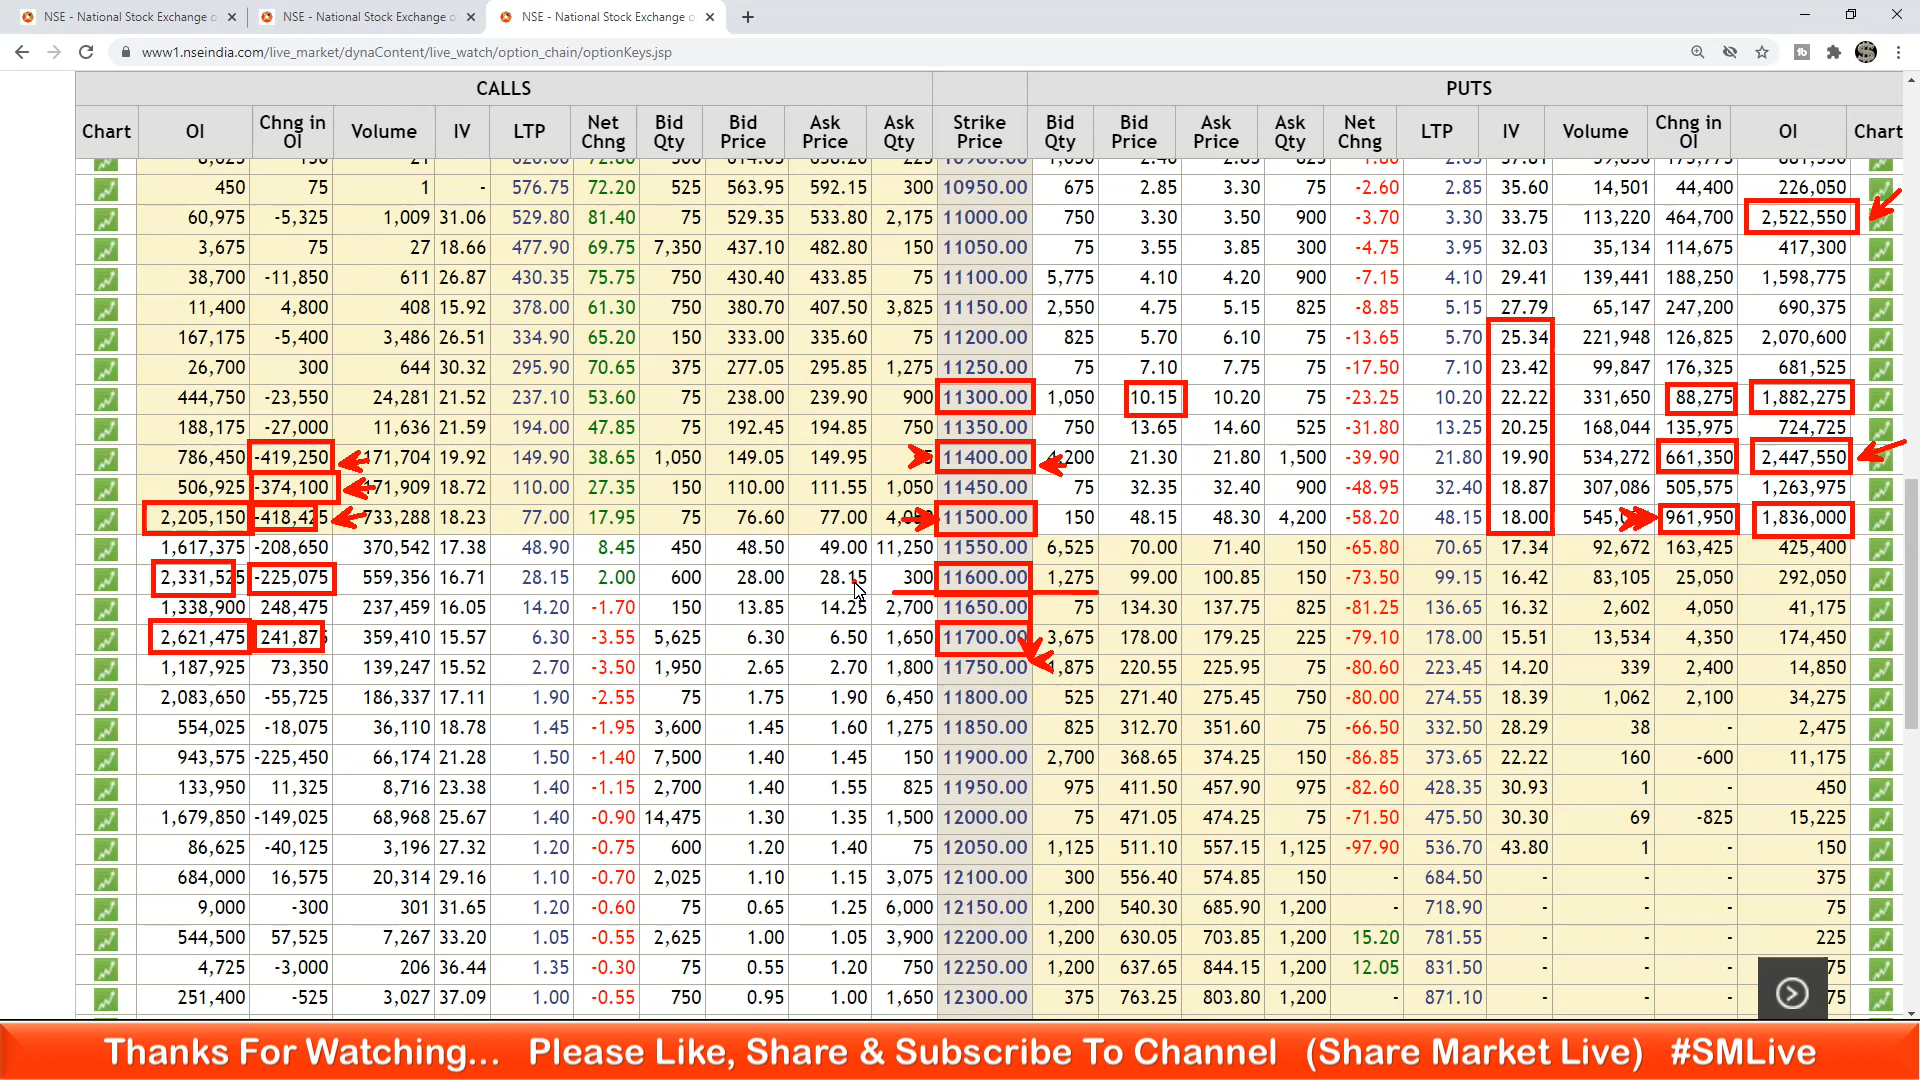 NSE - National Stock Exchange o
NSE - National Stock Exchange o
NSE - National Stock Exchange o
www1.nseindia.com/live_market/dynaContent/live_watch/option_chain/optionKeys.jsp
CALLS PUTS
Chart OI Chng in OI Volume IV LTP Net Chng Bid Qty Bid Price Ask Price Ask Qty Strike Price Bid Qty Bid Price Ask Price Ask Qty Net Chng LTP IV Volume Chng in OI OI Chart
450 75 1 - 576.75 72.20 525 563.95 592.15 300 10950.00 675 2.85 3.30 75 -2.60 2.85 35.60 14,501 44,400 226,050
60,975 -5,325 1,009 31.06 529.80 81.40 75 529.35 533.80 2,175 11000.00 750 3.30 3.50 900 -3.70 3.30 33.75 113,220 464,700 2,522,550
3,675 75 27 18.66 477.90 69.75 7,350 437.10 482.80 150 11050.00 75 3.55 3.85 300 -4.75 3.95 32.03 35,134 114,675 417,300
38,700 -11,850 611 26.87 430.35 75.75 750 430.40 433.85 75 11100.00 5,775 4.10 4.20 900 -7.15 4.10 29.41 139,441 188,250 1,598,775
11,400 4,800 408 15.92 378.00 61.30 750 380.70 407.50 3,825 11150.00 2,550 4.75 5.15 825 -8.85 5.15 27.79 65,147 247,200 690,375
167,175 -5,400 3,486 26.51 334.90 65.20 150 333.00 335.60 75 11200.00 825 5.70 6.10 75 -13.65 5.70 25.34 221,948 126,825 2,070,600
26,700 300 644 30.32 295.90 70.65 375 277.05 295.85 1,275 11250.00 75 7.10 7.75 75 -17.50 7.10 23.42 99,847 176,325 681,525
444,750 -23,550 24,281 21.52 237.10 53.60 75 238.00 239.90 900 11300.00 1,050 10.15 10.20 75 -23.25 10.20 22.22 331,650 88,275 1,882,275
188,175 -27,000 11,636 21.59 194.00 47.85 75 192.45 194.85 750 11350.00 750 13.65 14.60 525 -31.80 13.25 20.25 168,044 135,975 724,725
786,450 -419,250 171,704 19.92 149.90 38.65 1,050 149.05 149.95 11400.00 4,200 21.30 21.80 1,500 -39.90 21.80 19.90 534,272 661,350 2,447,550
506,925 -374,100 171,909 18.72 110.00 27.35 150 110.00 111.55 1,050 11450.00 75 32.35 32.40 900 -48.95 32.40 18.87 307,086 505,575 1,263,975
2,205,150 -418,425 733,288 18.23 77.00 17.95 75 76.60 77.00 11500.00 150 48.15 48.30 4,200 -58.20 48.15 18.00 961,950 1,836,000
1,617,375 -208,650 370,542 17.38 48.90 8.45 450 48.50 49.00 11,250 11550.00 6,525 70.00 71.40 150 -65.80 70.65 17.34 92,672 163,425 425,400
2,331,525 -225,075 559,356 16.71 28.15 2.00 600 28.00 28.15 300 11600.00 1,275 99.00 100.85 150 -73.50 99.15 16.42 83,105 25,050 292,050
1,338,900 248,475 237,459 16.05 14.20 -1.70 150 13.85 14.25 2,700 11650.00 75 134.30 137.75 825 -81.25 136.65 16.32 2,602 4,050 41,175
2,621,475 241,875 359,410 15.57 6.30 -3.55 5,625 6.30 6.50 1,650 11700.00 3,675 178.00 179.25 225 -79.10 178.00 15.51 13,534 4,350 174,450
1,187,925 73,350 139,247 15.52 2.70 -3.50 1,950 2.65 2.70 1,800 11750.00 1,875 220.55 225.95 75 -80.60 223.45 14.20 339 2,400 14,850
2,083,650 -55,725 186,337 17.11 1.90 -2.55 75 1.75 1.90 6,450 11800.00 525 271.40 275.45 750 -80.00 274.55 18.39 1,062 2,100 34,275
554,025 -18,075 36,110 18.78 1.45 -1.95 3,600 1.45 1.60 1,275 11850.00 825 312.70 351.60 75 -66.50 332.50 28.29 38 - 2,475
943,575 -225,450 66,174 21.28 1.50 -1.40 7,500 1.40 1.45 150 11900.00 2,700 368.65 374.25 150 -86.85 373.65 22.22 160 -600 11,175
133,950 11,325 8,716 23.38 1.40 -1.15 2,700 1.40 1.55 825 11950.00 975 411.50 457.90 975 -82.60 428.35 30.93 1 - 450
1,679,850 -149,025 68,968 25.67 1.40 -0.90 14,475 1.30 1.35 1,500 12000.00 75 471.05 474.25 150 -71.50 475.50 30.30 69 -825 15,225
86,625 -40,125 3,196 27.32 1.20 -0.75 600 1.20 1.40 75 12050.00 1,125 511.10 557.15 1,125 -97.90 536.70 43.80 1 - 150
684,000 16,575 20,314 29.16 1.10 -0.70 2,025 1.10 1.15 3,075 12100.00 300 556.40 574.85 150 - 684.50 - - - 375
9,000 -300 301 31.65 1.20 -0.60 75 0.65 1.25 6,000 12150.00 1,200 540.30 685.90 1,200 - 718.90 - - - 75
544,500 57,525 7,267 33.20 1.05 -0.55 2,625 1.00 1.05 3,900 12200.00 1,200 630.05 703.85 1,200 15.20 781.55 - - - 225
4,725 -3,000 206 36.44 1.35 -0.30 75 0.55 1.20 750 12250.00 1,200 637.65 844.15 1,200 12.05 831.50 - - - 75
251,400 -525 3,027 37.09 1.00 -0.55 750 0.95 1.00 1,650 12300.00 375 763.25 803.80 1,200 - 871.10 - - - 75
Thanks For Watching... Please Like, Share & Subscribe To Channel (Share Market Live) #SMLive